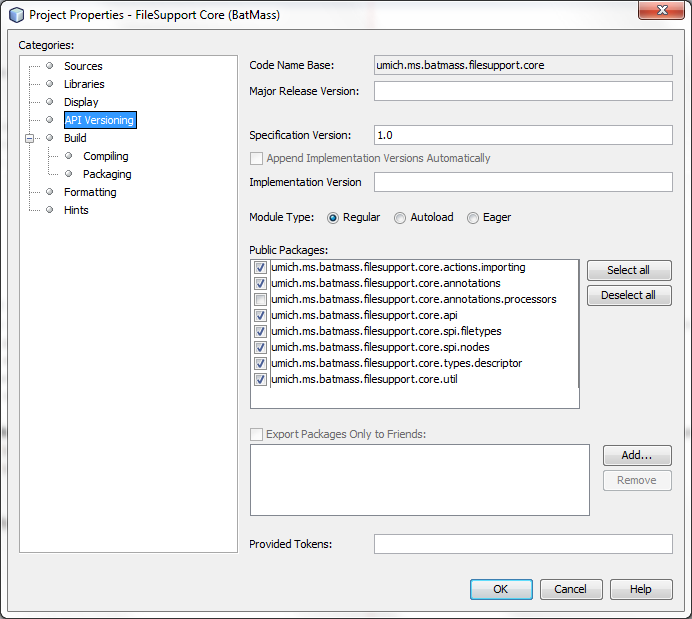 Project Properties - FileSupport Core (BatMass)
Categories:
Sources
Libraries
Display
API Versioning
Build
Compiling
Packaging
Formatting
Hints
Code Name Base: umich.ms.batmass.filesupport.core
Major Release Version:
Specification Version: 1.0
Append Implementation Versions Automatically
Implementation Version
Module Type: Regular Autoload Eager
Public Packages:
umich.ms.batmass.filesupport.core.actions.importing
umich.ms.batmass.filesupport.core.annotations
umich.ms.batmass.filesupport.core.annotations.processors
umich.ms.batmass.filesupport.core.api
umich.ms.batmass.filesupport.core.spi.filetypes
umich.ms.batmass.filesupport.core.spi.nodes
umich.ms.batmass.filesupport.core.types.descriptor
umich.ms.batmass.filesupport.core.util
Select all
Deselect all
Export Packages Only to Friends:
Add...
Remove
Provided Tokens:
OK Cancel Help